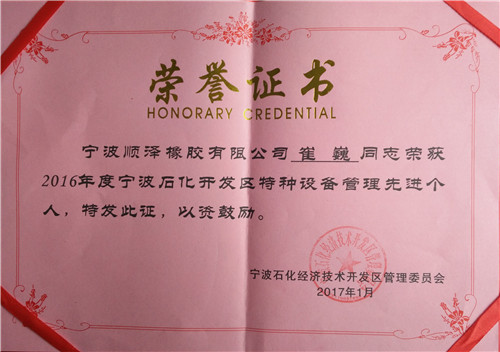 荣誉证书
HONORARY CREDENTIAL
宁波顺泽橡胶有限公司 崔 巍 同志荣获
2016年度宁波石化开发区特种设备管理先进个
人，特发此证，以资鼓励。
宁波石化经济技术开发区管理委员会
2017年1月